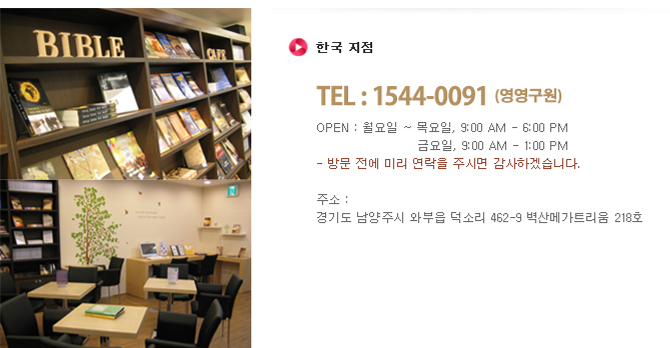 BIBLE
CAFE
한국 지점
TEL : 1544-0091 (영영구원)
OPEN : 월요일 ~ 목요일, 9:00 AM - 6:00 PM
금요일, 9:00 AM - 1:00 PM
- 방문 전에 미리 연락을 주시면 감사하겠습니다.
주소 :
경기도 남양주시 와부읍 덕소리 462-9 벽산메가트리움 218호